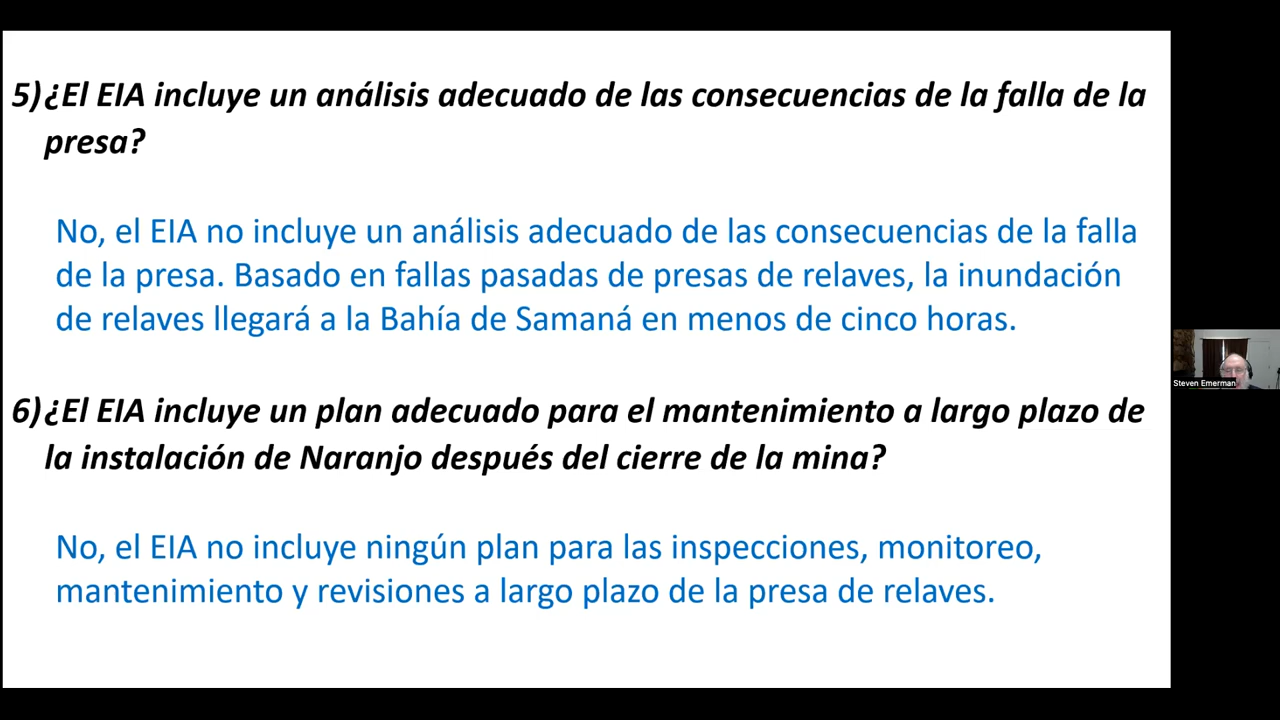 5) ¿El EIA incluye un análisis adecuado de las consecuencias de la falla de la
presa?
No, el EIA no incluye un análisis adecuado de las consecuencias de la falla
de la presa. Basado en fallas pasadas de presas de relaves, la inundación
de relaves llegará a la Bahía de Samaná en menos de cinco horas.
Steven Emerman
6) ¿El EIA incluye un plan adecuado para el mantenimiento a largo plazo de
la instalación de Naranjo después del cierre de la mina?
No, el EIA no incluye ningún plan para las inspecciones, monitoreo,
mantenimiento y revisiones a largo plazo de la presa de relaves.